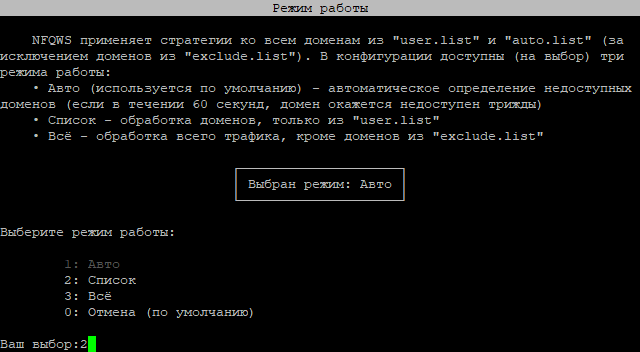 Режим работы
NFQWS применяет стратегии ко всем доменам из "user.list" и "auto.list" (за
исключением доменов из "exclude.list"). В конфигурации доступны (на выбор) три
режима работы:
• Авто (используется по умолчанию) - автоматическое определение недоступных
доменов (если в течении 60 секунд, домен окажется недоступен трижды)
• Список - обработка доменов, только из "user.list"
• Всё - обработка всего трафика, кроме доменов из "exclude.list"
Выбран режим: Авто
Выберите режим работы:
1: Авто
2: Список
3: Всё
0: Отмена (по умолчанию)
Ваш выбор:2